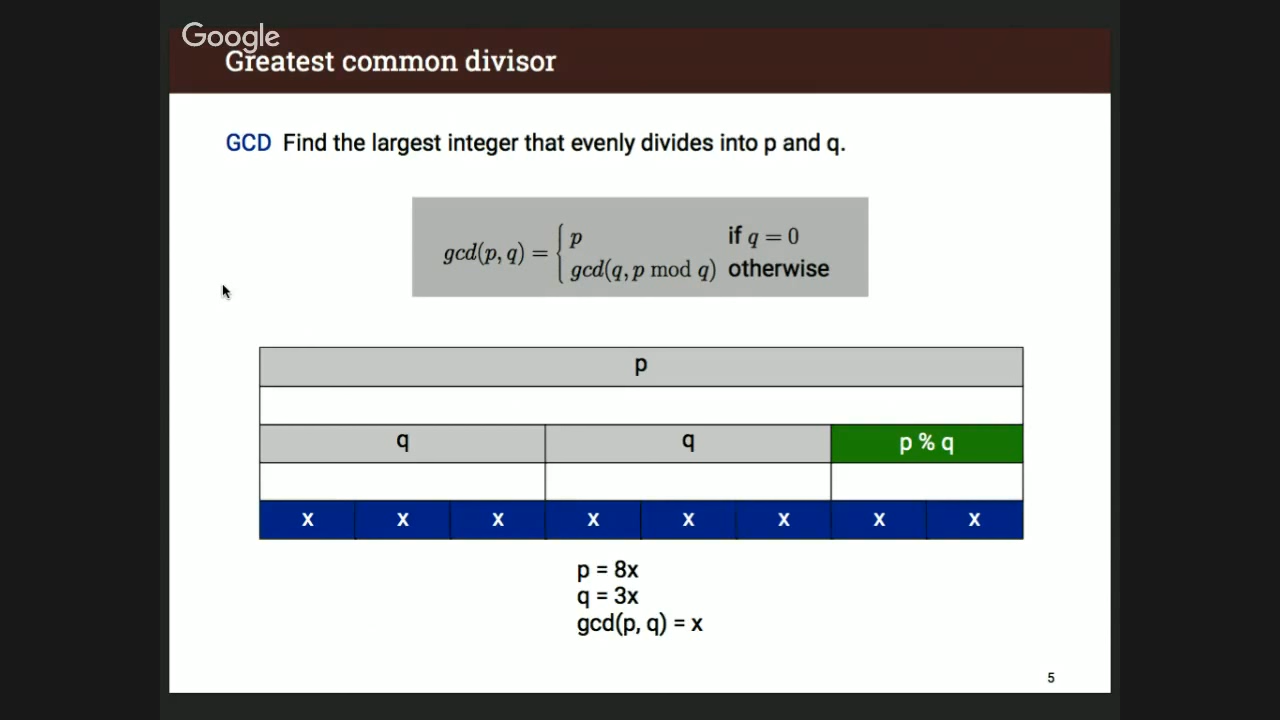 Google
Greatest common divisor
GCD Find the largest integer that evenly divides into p and q.
p if q = 0
gcd(p, q) =
gcd(q, p mod q) otherwise
p
q q p % q
x x x x x x x x
p = 8x
q = 3x
gcd(p, q) = x
5